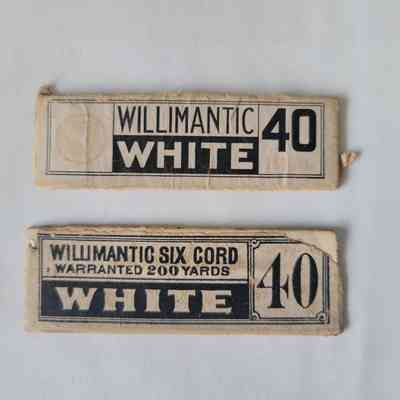 WILLIMANTIC 40
WHITE
WILLIMANTIC SIX CORD
WARRANTED 200 YARDS
WHITE 40